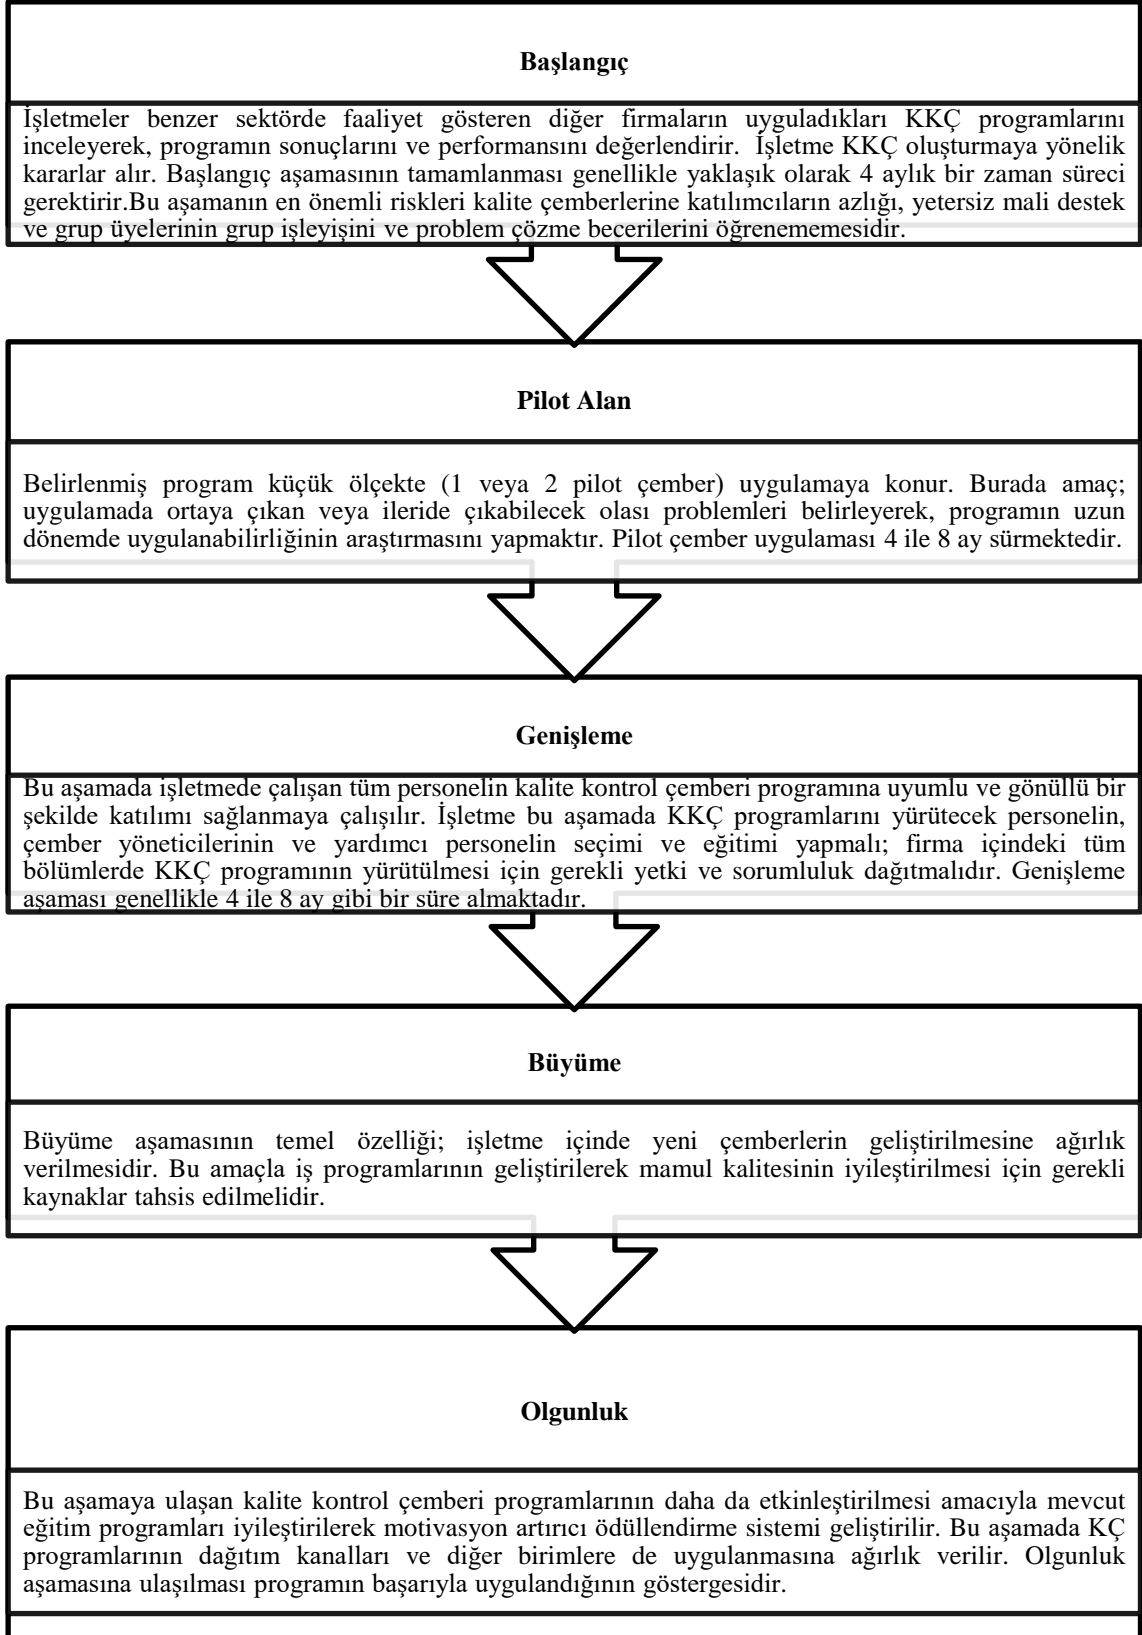 Başlangıç
İşletmeler benzer sektörde faaliyet gösteren diğer firmaların uyguladıkları KKÇ programlarını
inceleyerek, programın sonuçlarını ve performansını değerlendirir. İşletme KKÇ oluşturmaya yönelik
kararlar alır. Başlangıç aşamasının tamamlanması genellikle yaklaşık olarak 4 aylık bir zaman süreci
gerektirir.Bu aşamanın en önemli riskleri kalite çemberlerine katılımcıların azlığı, yetersiz mali destek
ve grup üyelerinin grup işleyişini ve problem çözme becerilerini öğrenememesidir.
Pilot Alan
Belirlenmiş program küçük ölçekte (1 veya 2 pilot çember) uygulamaya konur. Burada amaç;
uygulamada ortaya çıkan veya ileride çıkabilecek olası problemleri belirleyerek, programın uzun
dönemde uygulanabilirliğinin araştırmasını yapmaktır. Pilot çember uygulaması 4 ile 8 ay sürmektedir.
Genişleme
Bu aşamada işletmede çalışan tüm personelin kalite kontrol çemberi programına uyumlu ve gönüllü bir
şekilde katılımı sağlanmaya çalışılır. İşletme bu aşamada KKÇ programlarını yürütecek personelin,
çember yöneticilerinin ve yardımcı personelin seçimi ve eğitimi yapmalı; firma içindeki tüm
bölümlerde KKÇ programının yürütülmesi için gerekli yetki ve sorumluluk dağıtmalıdır. Genişleme
aşaması genellikle 4 ile 8 ay gibi bir süre almaktadır.
Büyüme
Büyüme aşamasının temel özelliği; işletme içinde yeni çemberlerin geliştirilmesine ağırlık
verilmesidir. Bu amaçla iş programlarının geliştirilerek mamul kalitesinin iyileştirilmesi için gerekli
kaynaklar tahsis edilmelidir.
Olgunluk
Bu aşamaya ulaşan kalite kontrol çemberi programlarının daha da etkinleştirilmesi amacıyla mevcut
eğitim programları iyileştirilerek motivasyon artırıcı ödüllendirme sistemi geliştirilir. Bu aşamada KÇ
programlarının dağıtım kanalları ve diğer birimlere de uygulanmasına ağırlık verilir. Olgunluk
aşamasına ulaşılması programın başarıyla uygulandığının göstergesidir.